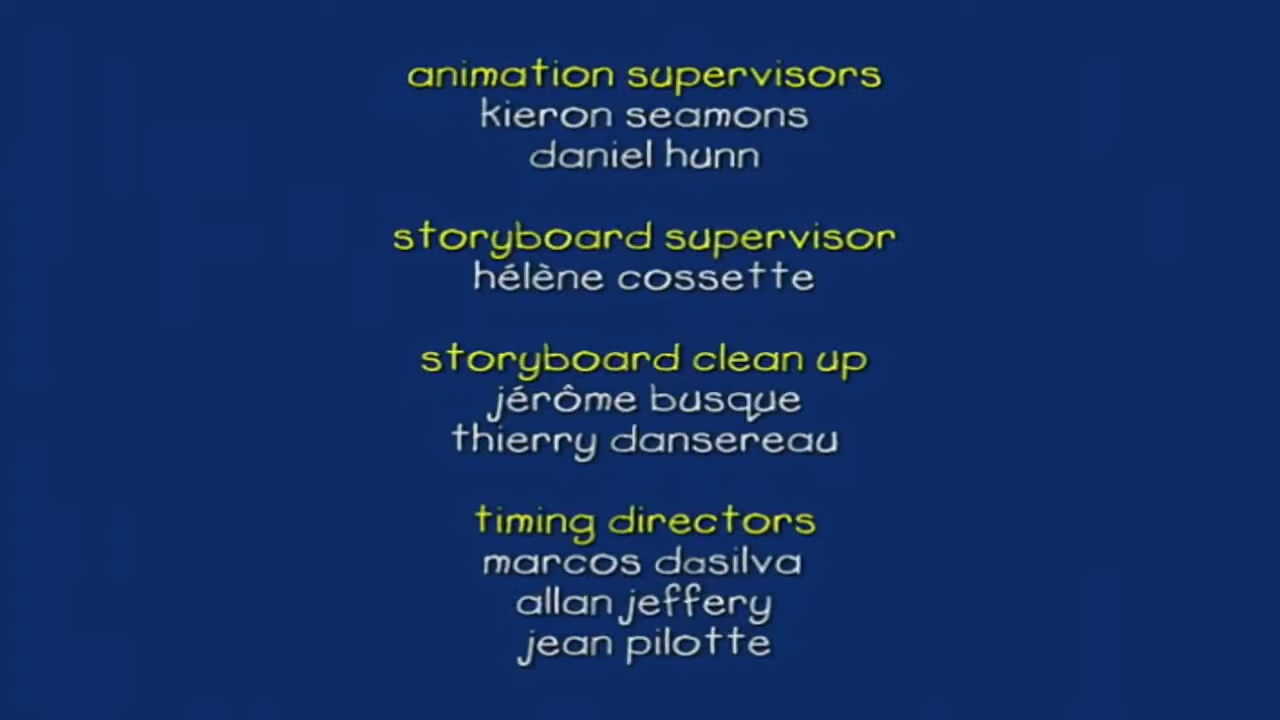 animation supervisors
kieron seamons
daniel hunn
storyboard supervisor
hélène cossette
storyboard clean up
jérôme busque
thierry dansereau
timing directors
marcos dasilva
allan jeffery
jean pilotte